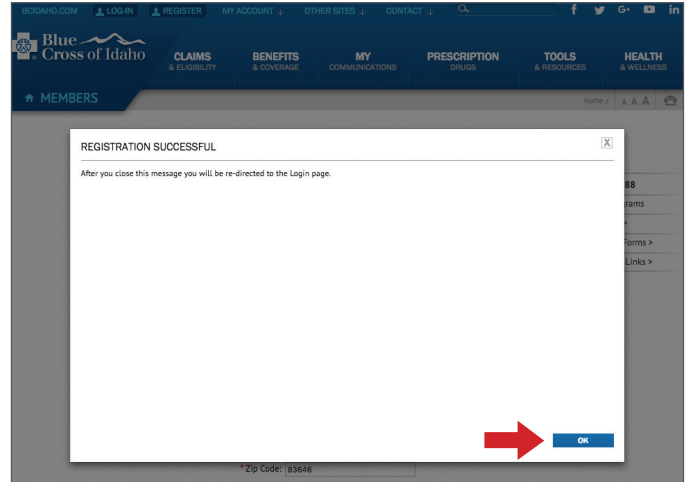 BCIDAHO.COM LOG-IN REGISTER MY ACCOUNT OTHER SITES CONTACT f G+ in
Blue
Cross of Idaho
CLAIMS BENEFITS MY PRESCRIPTION TOOLS HEALTH
& ELIGIBILITY & COVERAGE COMMUNICATIONS DRUGS & RESOURCES & WELLNESS
MEMBERS Home / A A A
REGISTRATION SUCCESSFUL X
After you close this message you will be re-directed to the Login page.
88
Forms >
Links >
OK
* Zip Code: 83646